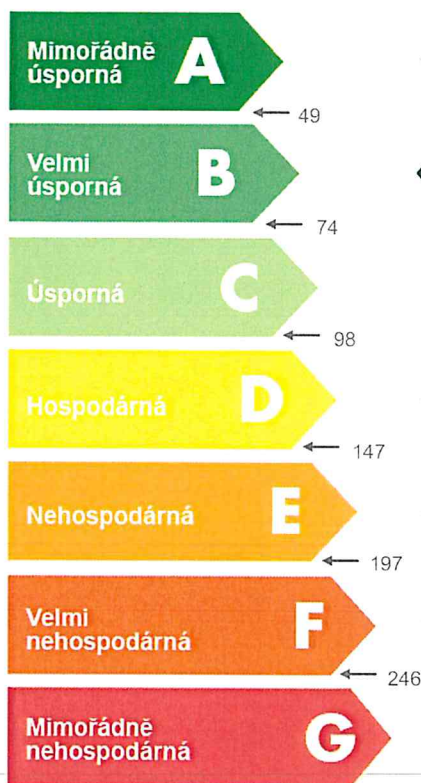 Mimořádně
úsporná
A
49
Velmi
úsporná
B
74
Úsporná
C
98
Hospodárná
D
147
Nehospodárná
E
197
Velmi
nehospodárná
F
246
Mimořádně
nehospodárná
G